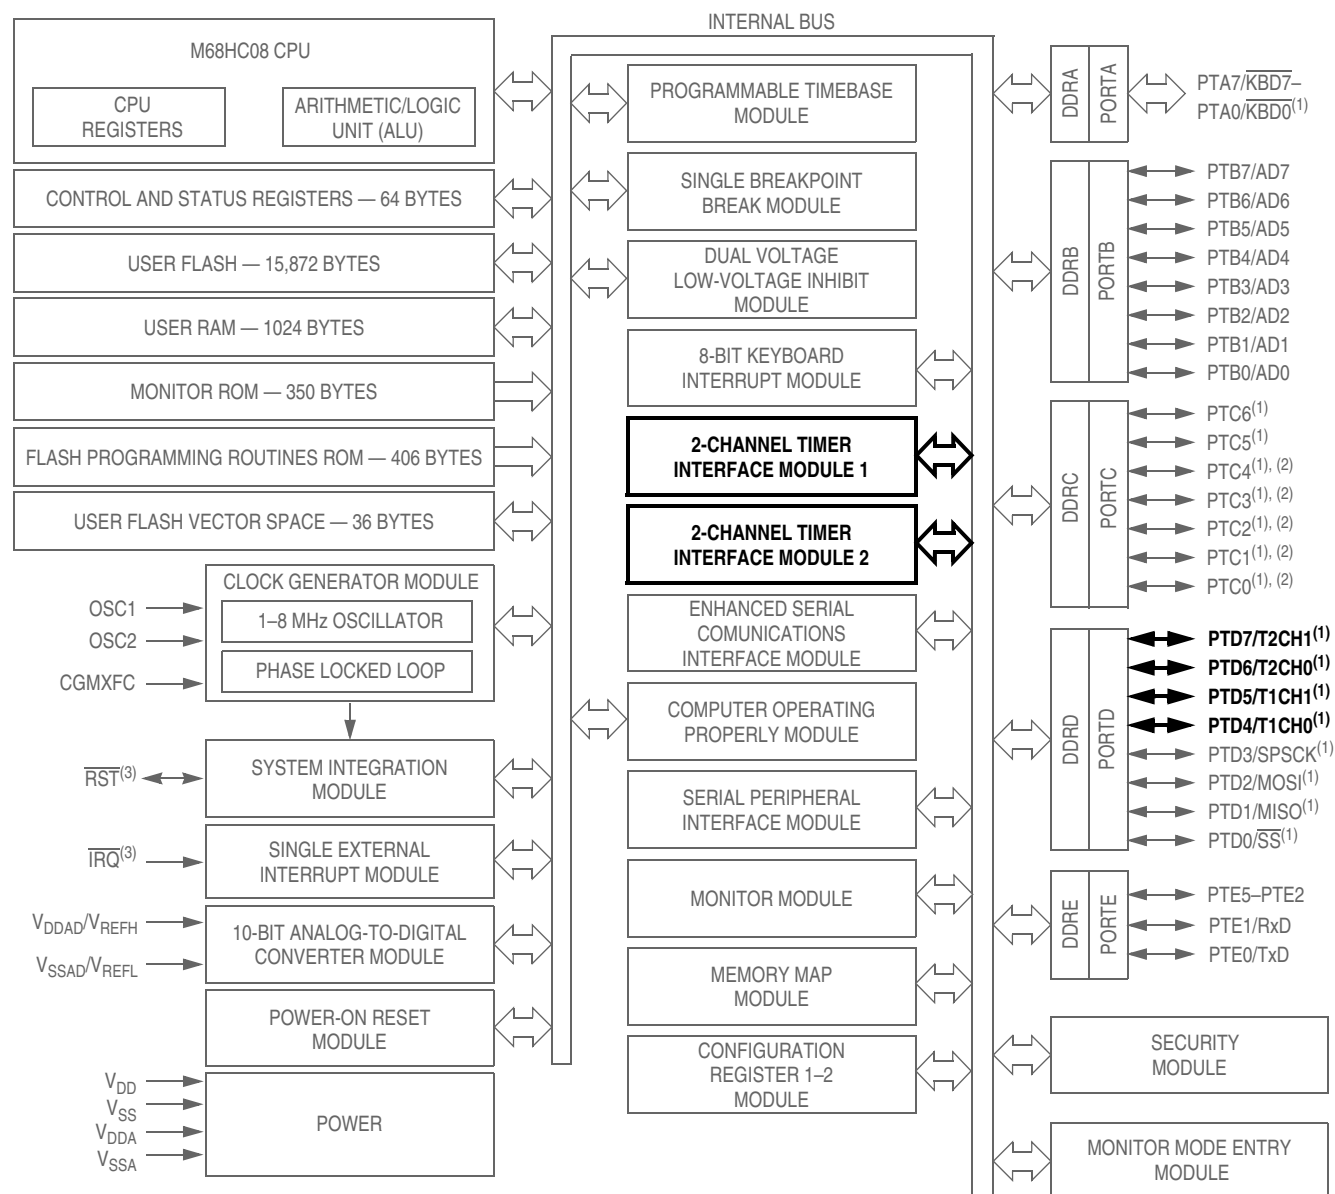 INTERNAL BUS
M68HC08 CPU
CPU
REGISTERS
ARITHMETIC/LOGIC
UNIT (ALU)
CONTROL AND STATUS REGISTERS — 64 BYTES
USER FLASH — 15,872 BYTES
USER RAM — 1024 BYTES
MONITOR ROM — 350 BYTES
FLASH PROGRAMMING ROUTINES ROM — 406 BYTES
USER FLASH VECTOR SPACE — 36 BYTES
CLOCK GENERATOR MODULE
1–8 MHz OSCILLATOR
PHASE LOCKED LOOP
OSC1
OSC2
CGMXFC
SYSTEM INTEGRATION
MODULE
RST(3)
SINGLE EXTERNAL
INTERRUPT MODULE
IRQ(3)
10-BIT ANALOG-TO-DIGITAL
CONVERTER MODULE
VDDAD/VREFH
VSSAD/VREFL
POWER-ON RESET
MODULE
POWER
VDD
VSS
VDDA
VSSA
PROGRAMMABLE TIMEBASE
MODULE
SINGLE BREAKPOINT
BREAK MODULE
DUAL VOLTAGE
LOW-VOLTAGE INHIBIT
MODULE
8-BIT KEYBOARD
INTERRUPT MODULE
2-CHANNEL TIMER
INTERFACE MODULE 1
2-CHANNEL TIMER
INTERFACE MODULE 2
ENHANCED SERIAL
COMUNICATIONS
INTERFACE MODULE
COMPUTER OPERATING
PROPERLY MODULE
SERIAL PERIPHERAL
INTERFACE MODULE
MONITOR MODULE
MEMORY MAP
MODULE
CONFIGURATION
REGISTER 1–2
MODULE
DDRA
PORTA
PTA7/KBD7–
PTA0/KBD0(1)
DDRB
PORTB
PTB7/AD7
PTB6/AD6
PTB5/AD5
PTB4/AD4
PTB3/AD3
PTB2/AD2
PTB1/AD1
PTB0/AD0
DDRC
PORTC
PTC6(1)
PTC5(1)
PTC4(1), (2)
PTC3(1), (2)
PTC2(1), (2)
PTC1(1), (2)
PTC0(1), (2)
DDRD
PORTD
PTD7/T2CH1(1)
PTD6/T2CH0(1)
PTD5/T1CH1(1)
PTD4/T1CH0(1)
PTD3/SPSCK(1)
PTD2/MOSI(1)
PTD1/MISO(1)
PTD0/SS(1)
DDRE
PORTE
PTE5–PTE2
PTE1/RxD
PTE0/TxD
SECURITY
MODULE
MONITOR MODE ENTRY
MODULE